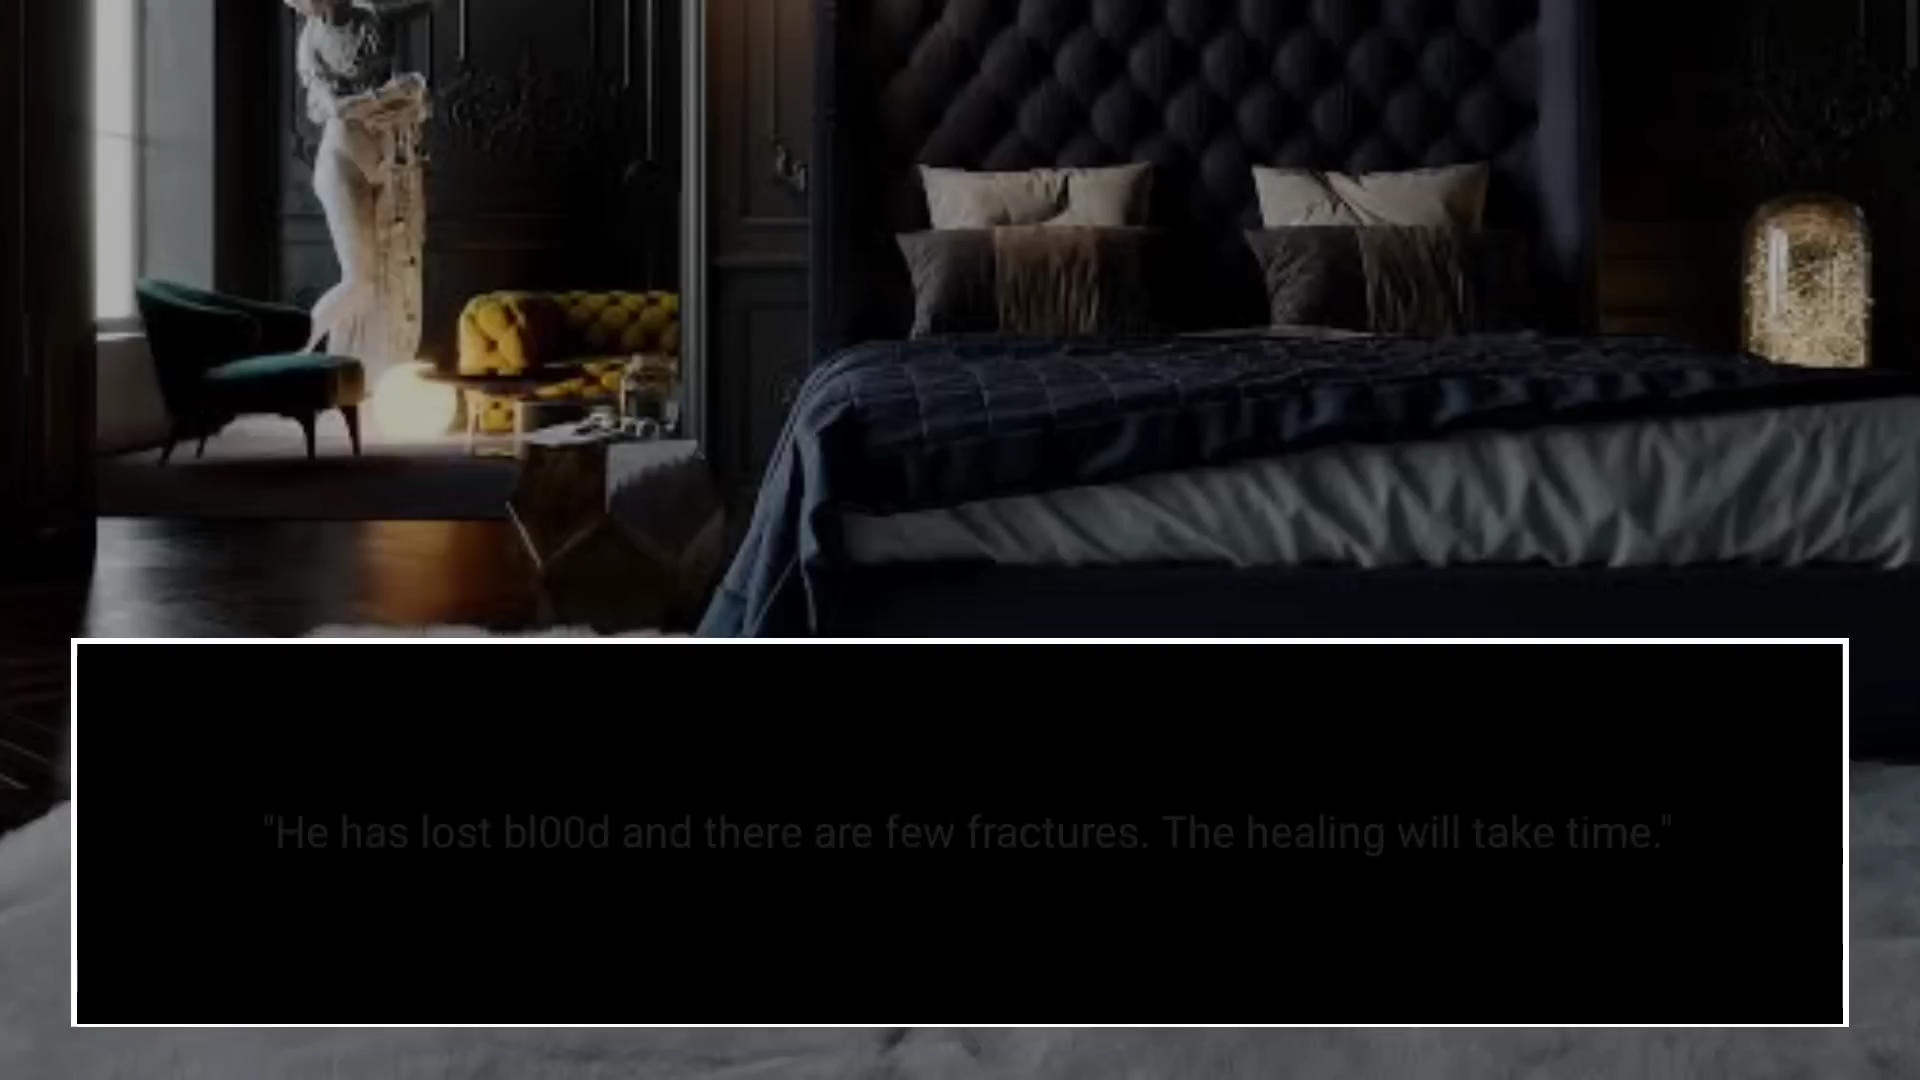 "He has lost bl00d and there are few fractures. The healing will take time."